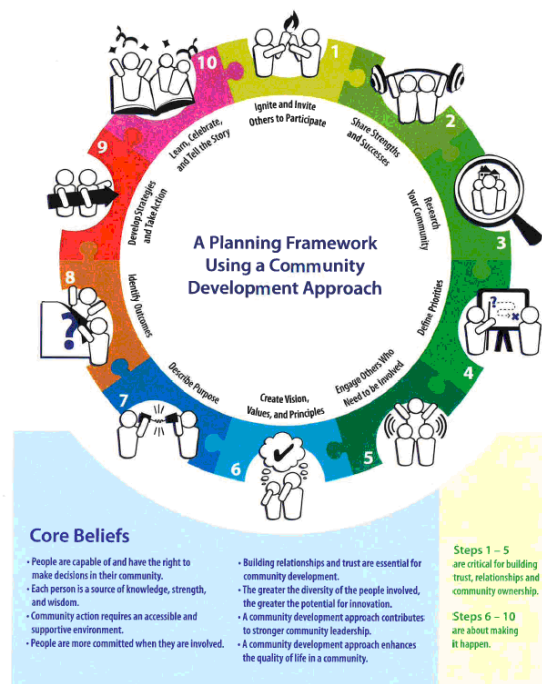 1
Ignite and Invite
Others to Participate
2
Share Strengths
and Successes
3
Research
Your Community
4
Define Priorities
5
Engage Others Who
Need to be Involved
6
Create Vision,
Values, and Principles
7
Describe Purpose
8
Identify Outcomes
?
9
Develop Strategies
and Take Action
10
Learn, Celebrate,
and Tell the Story
?
x
A Planning Framework
Using a Community
Development Approach
Core Beliefs
• People are capable of and have the right to
make decisions in their community.
• Each person is a source of knowledge, strength,
and wisdom.
• Community action requires an accessible and
supportive environment.
• People are more committed when they are involved.
• Building relationships and trust are essential for
community development.
• The greater the diversity of the people involved,
the greater the potential for innovation.
• A community development approach contributes
to stronger community leadership.
• A community development approach enhances
the quality of life in a community.
Steps 1 – 5
are critical for building
trust, relationships and
community ownership.
Steps 6 – 10
are about making
it happen.